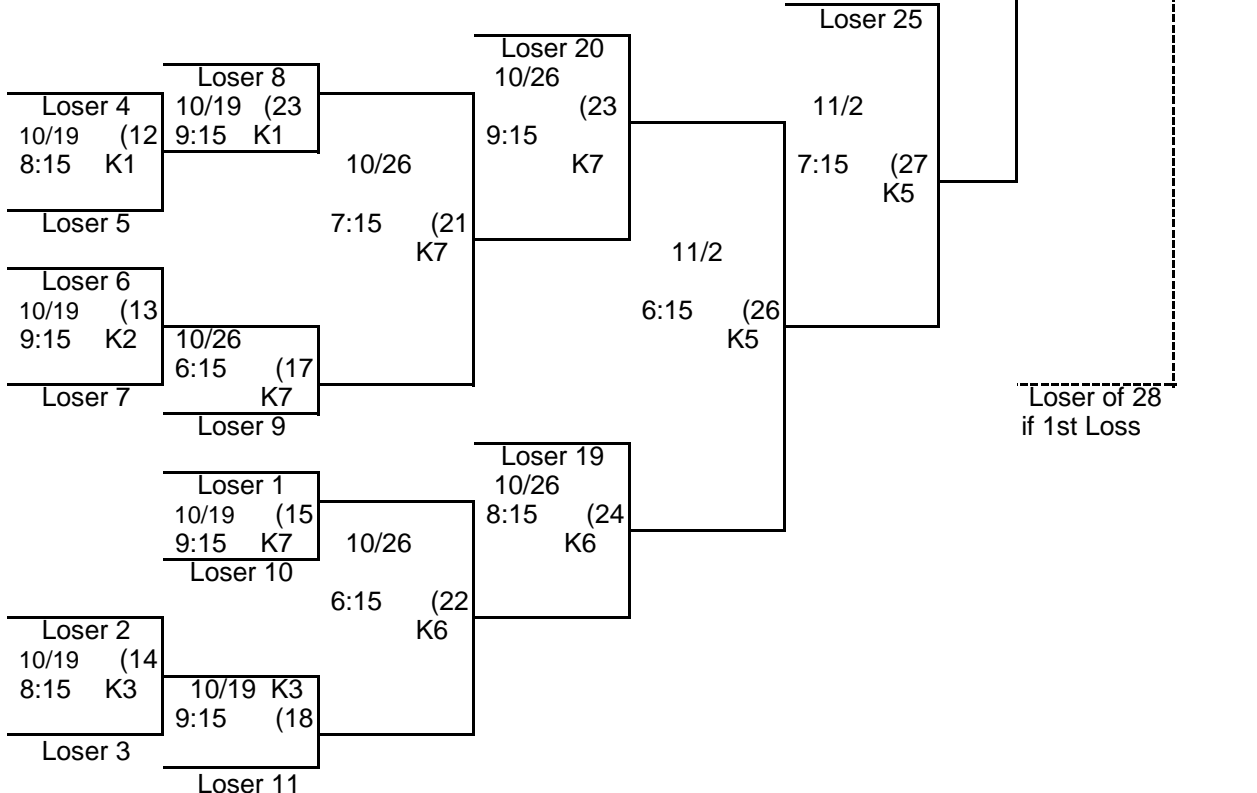 Loser 25
Loser 20
10/26
(23
9:15
K7
11/2
7:15 (27
K5
Loser 8
10/19 (23
9:15 K1
Loser 4
10/19 (12
8:15 K1
Loser 5
10/26
7:15 (21
K7
11/2
6:15 (26
K5
Loser 6
10/19 (13
9:15 K2
Loser 7
10/26
6:15 (17
K7
Loser 9
Loser of 28
if 1st Loss
Loser 19
10/26
8:15 (24
K6
Loser 1
10/19 (15
9:15 K7
Loser 10
10/26
6:15 (22
K6
Loser 2
10/19 (14
8:15 K3
Loser 3
10/19 K3
9:15 (18
Loser 11